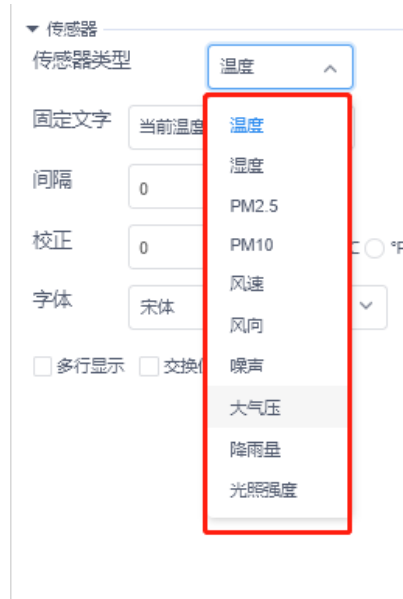 传感器
传感器类型 温度
固定文字 当前温度
温度
湿度
间隔 0
PM2.5
校正 0
PM10
风速
字体 宋体
风向
多行显示 交换
噪声
大气压
降雨量
光照强度